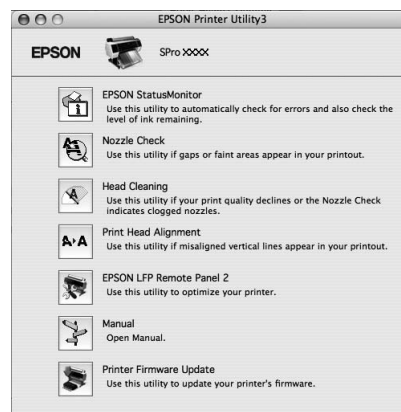 EPSON Printer Utility3
EPSON
SPro XXXX
EPSON StatusMonitor
Use this utility to automatically check for errors and also check the
level of ink remaining.
Nozzle Check
Use this utility if gaps or faint areas appear in your printout.
Head Cleaning
Use this utility if your print quality declines or the Nozzle Check
indicates clogged nozzles.
Print Head Alignment
Use this utility if misaligned vertical lines appear in your printout.
EPSON LFP Remote Panel 2
Use this utility to optimize your printer.
Manual
Open Manual.
Printer Firmware Update
Use this utility to update your printer's firmware.